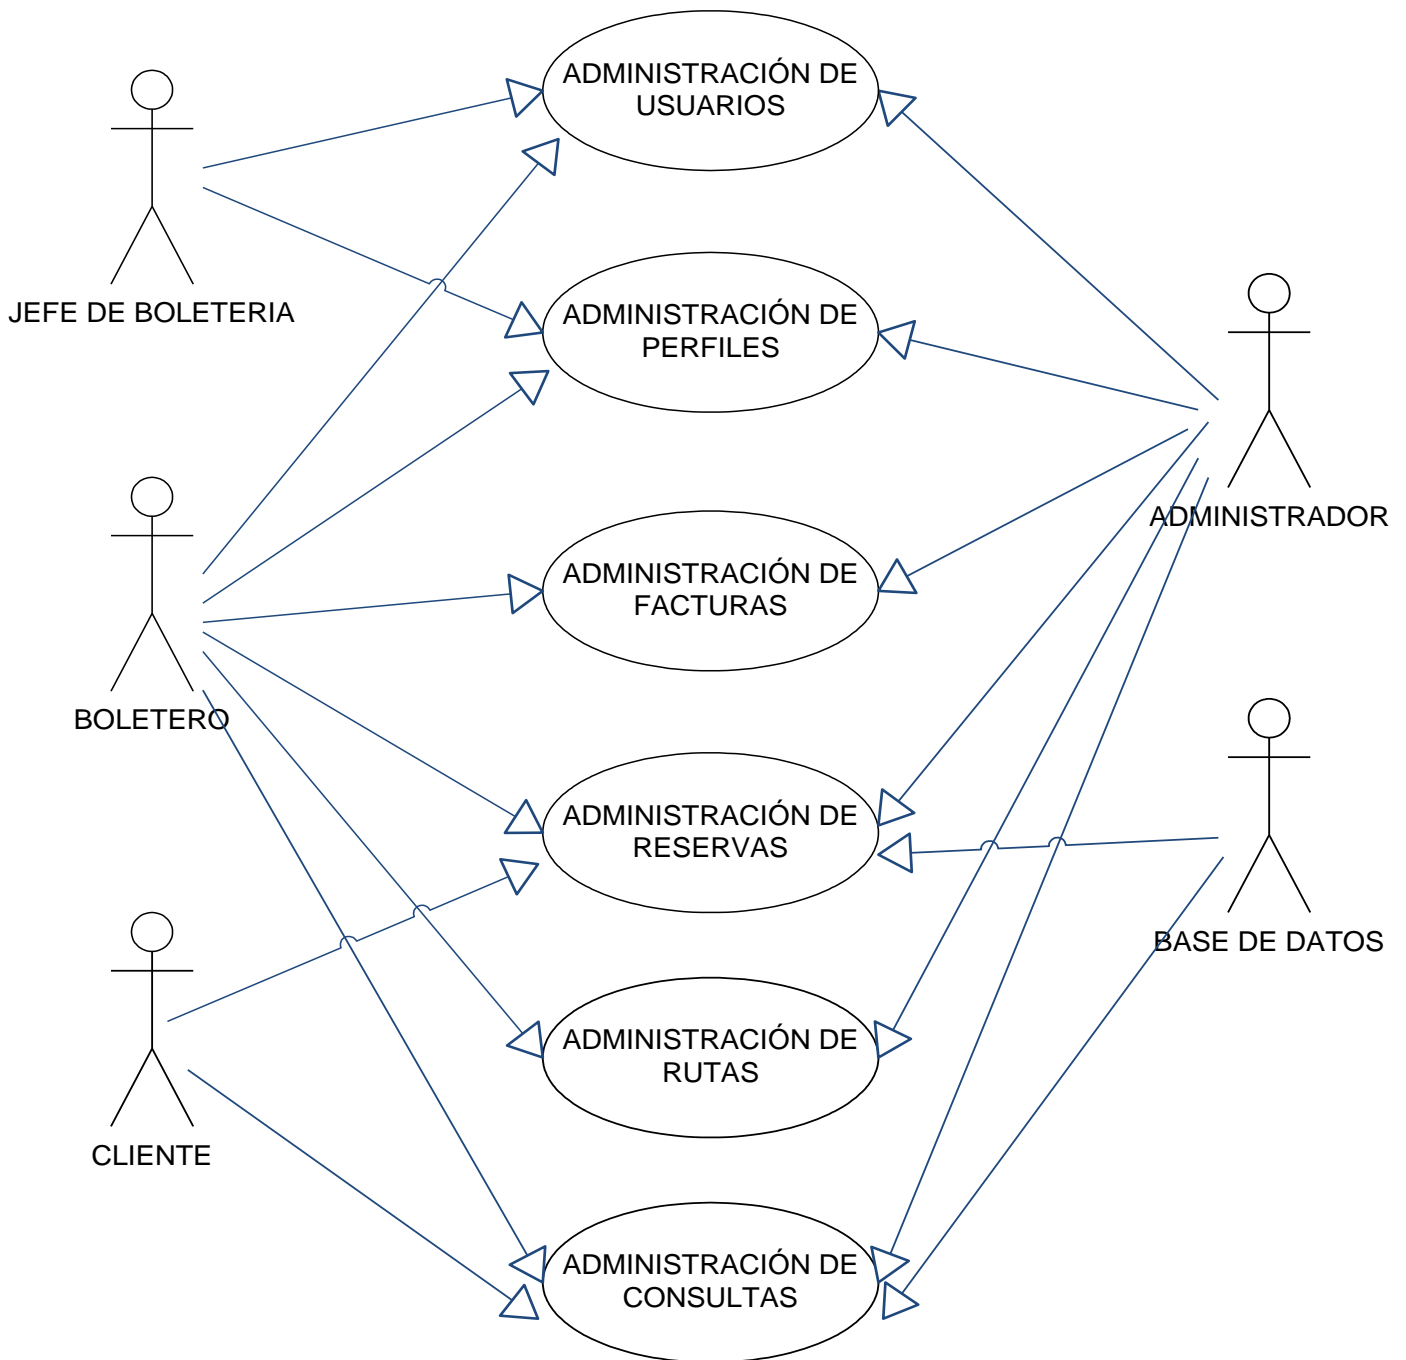 ADMINISTRACIÓN DE
USUARIOS
JEFE DE BOLETERIA
ADMINISTRACIÓN DE
PERFILES
ADMINISTRADOR
ADMINISTRACIÓN DE
FACTURAS
BOLETERO
ADMINISTRACIÓN DE
RESERVAS
BASE DE DATOS
ADMINISTRACIÓN DE
RUTAS
CLIENTE
ADMINISTRACIÓN DE
CONSULTAS